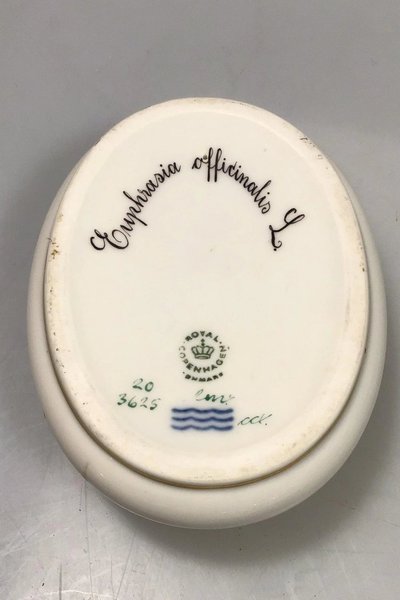 Euphrasia officinalis L.
ROYAL
COPENHAGEN
DENMARK
20
3625